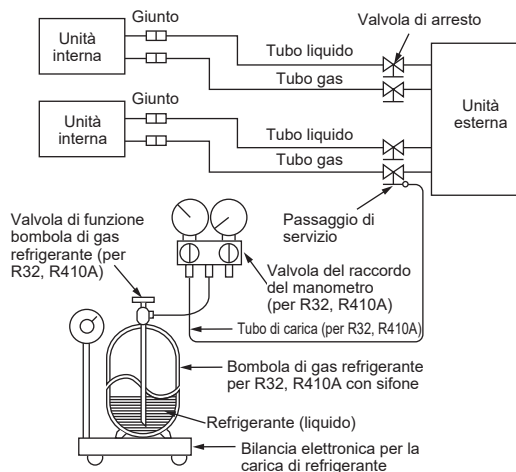 Giunto
Valvola di arresto
Unità
interna
Tubo liquido
Tubo gas
Giunto
Unità
interna
Tubo liquido
Tubo gas
Unità
esterna
Passaggio di
servizio
Valvola di funzione
bombola di gas
refrigerante (per
R32, R410A)
Valvola del raccordo
del manometro
(per R32, R410A)
Tubo di carica (per R32, R410A)
Bombola di gas refrigerante
per R32, R410A con sifone
Refrigerante (liquido)
Bilancia elettronica per la
carica di refrigerante